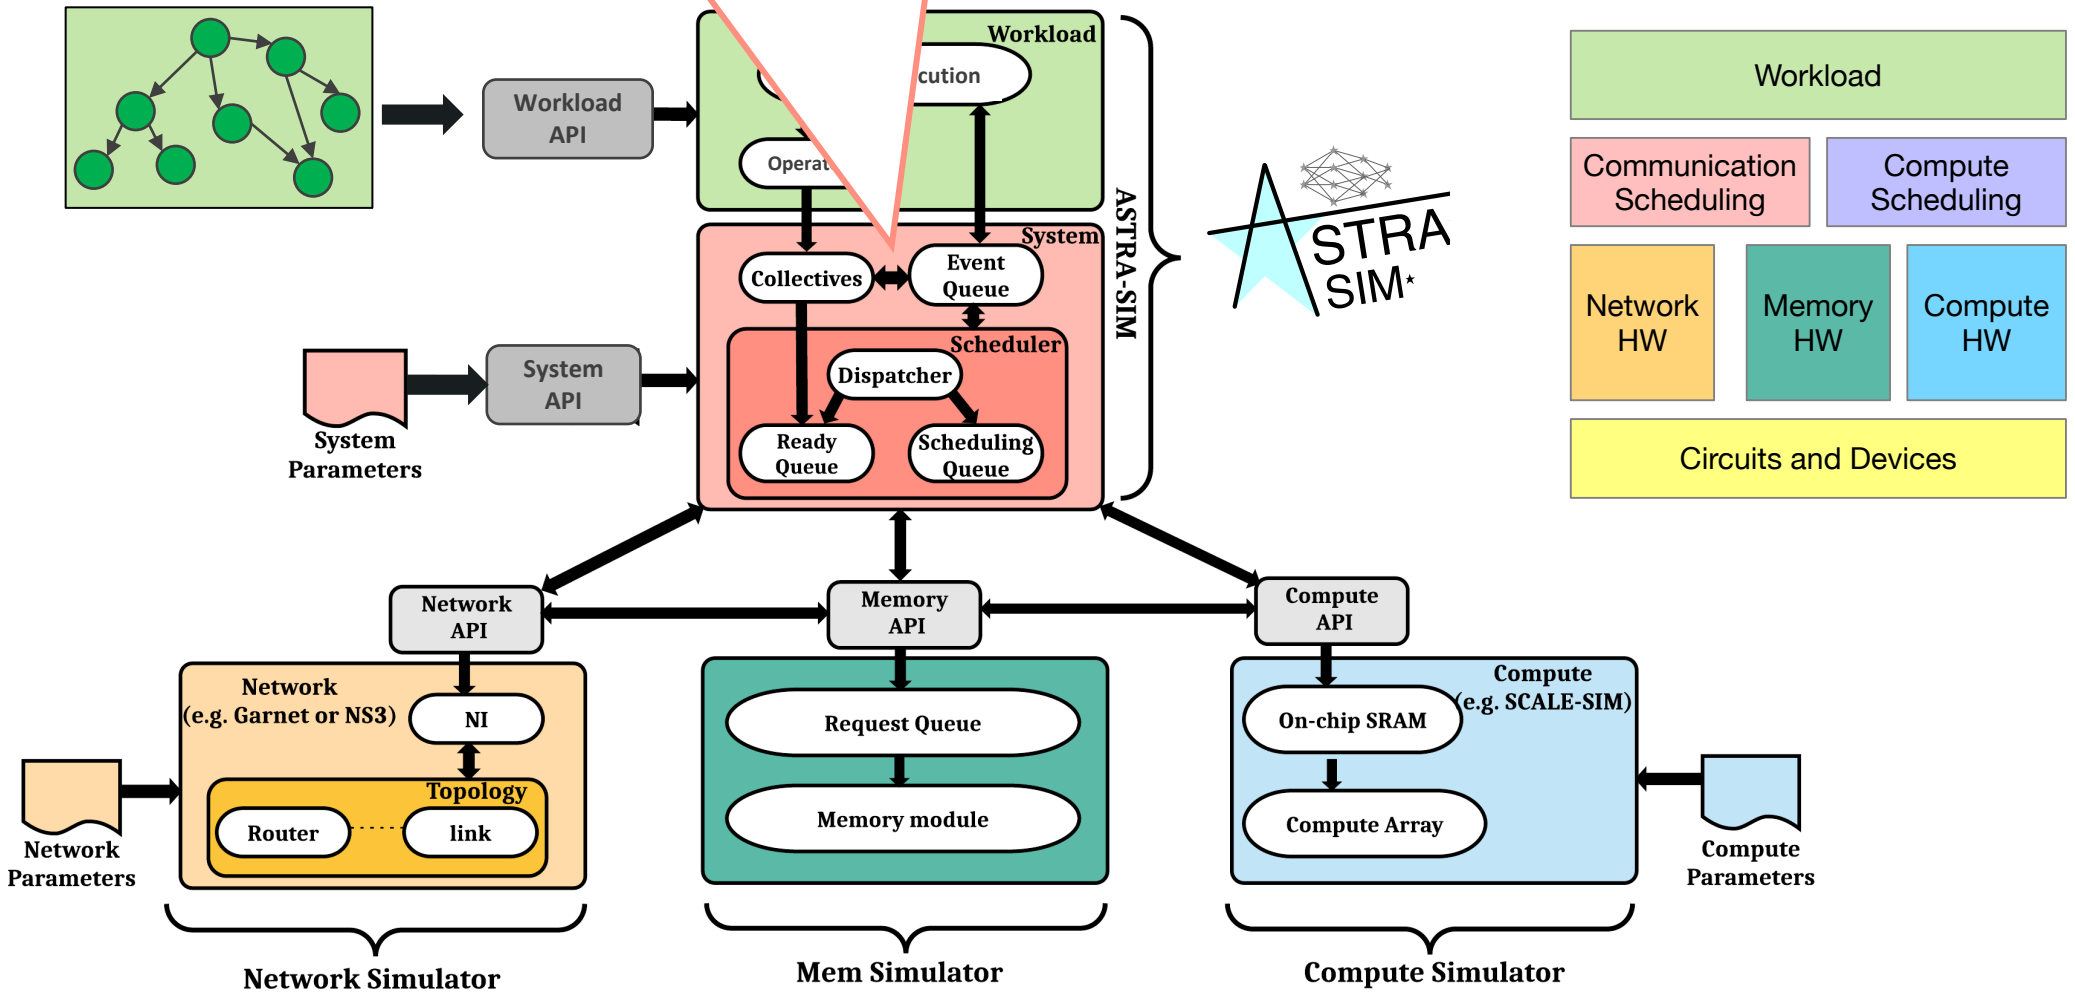 Workload
cution
Workload
API
Operat
ASTRA-SIM
System
Collectives
Event
Queue
Scheduler
Dispatcher
Ready
Queue
Scheduling
Queue
System
API
System
Parameters
STRA
SIM
Workload
Communication
Scheduling
Compute
Scheduling
Network
HW
Memory
HW
Compute
HW
Circuits and Devices
Network
API
Memory
API
Compute
API
Network
(e.g. Garnet or NS3)
NI
Topology
Router
link
Network
Parameters
Request Queue
Memory module
Compute
(e.g. SCALE-SIM)
On-chip SRAM
Compute Array
Compute
Parameters
Network Simulator
Mem Simulator
Compute Simulator